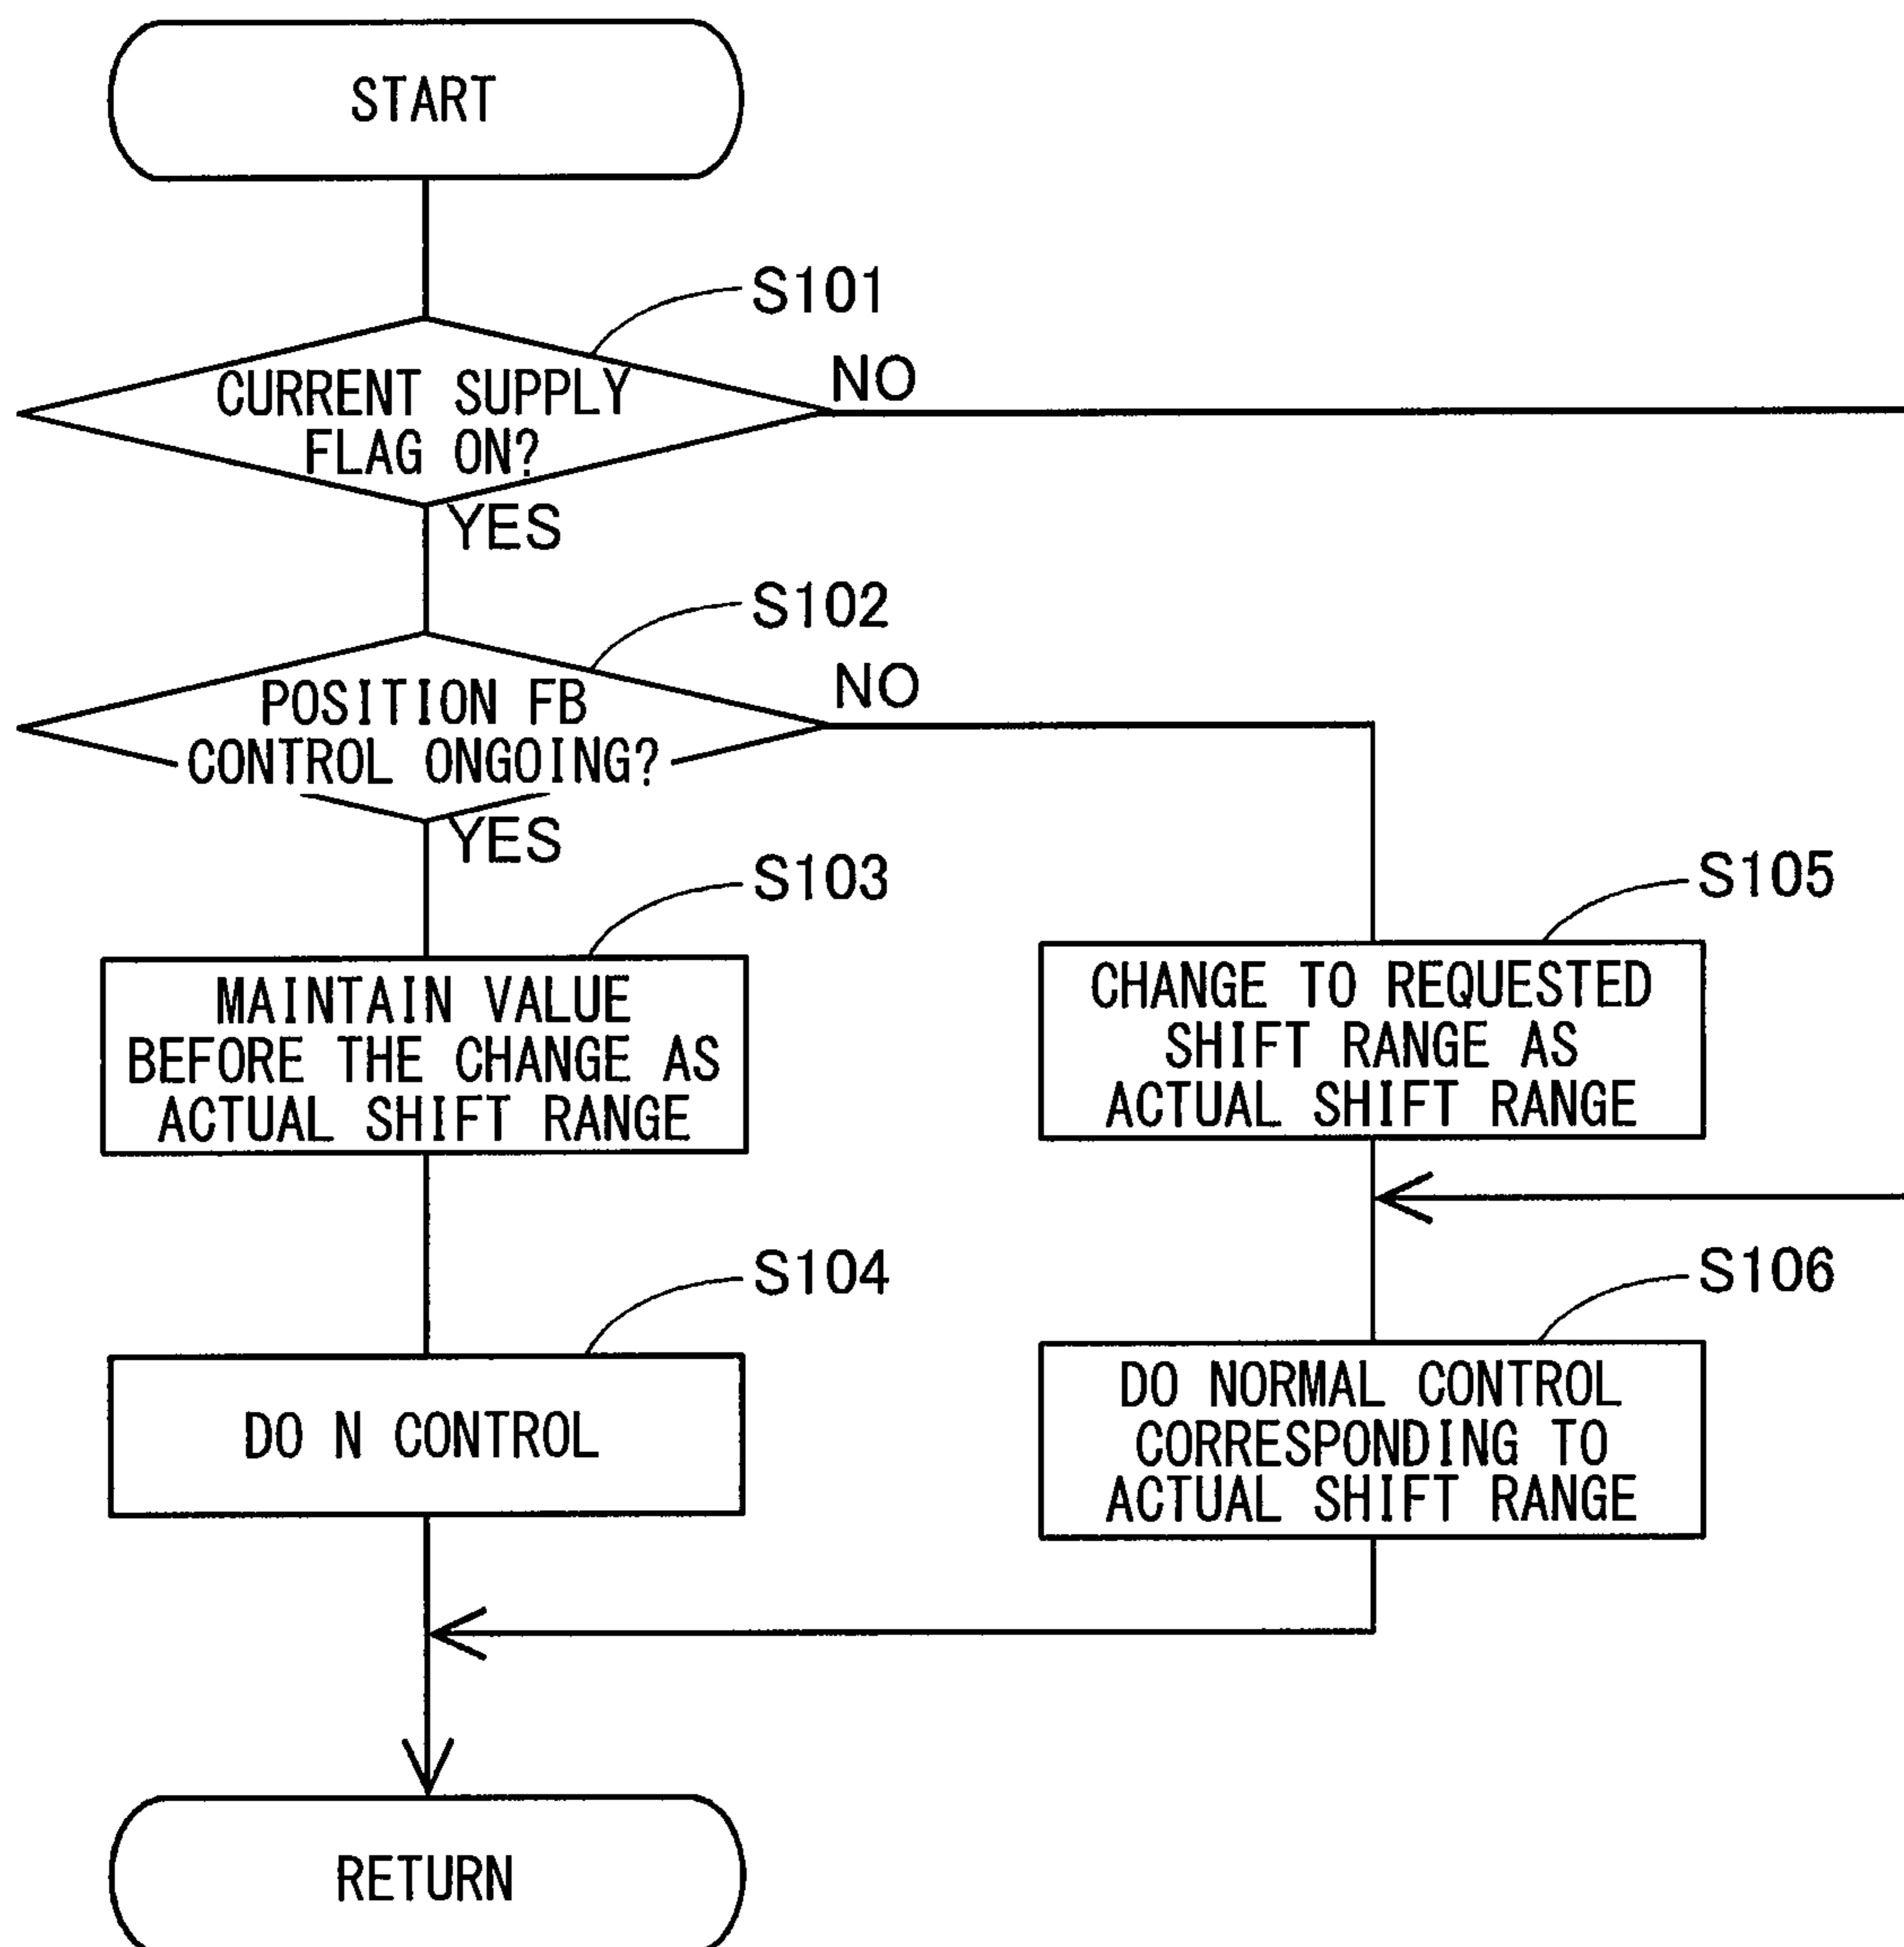 START
S101
CURRENT SUPPLY
FLAG ON?
NO
YES
S102
POSITION FB
CONTROL ONGOING?
NO
YES
S103
MAINTAIN VALUE
BEFORE THE CHANGE AS
ACTUAL SHIFT RANGE
S105
CHANGE TO REQUESTED
SHIFT RANGE AS
ACTUAL SHIFT RANGE
S104
DO N CONTROL
S106
DO NORMAL CONTROL
CORRESPONDING TO
ACTUAL SHIFT RANGE
RETURN